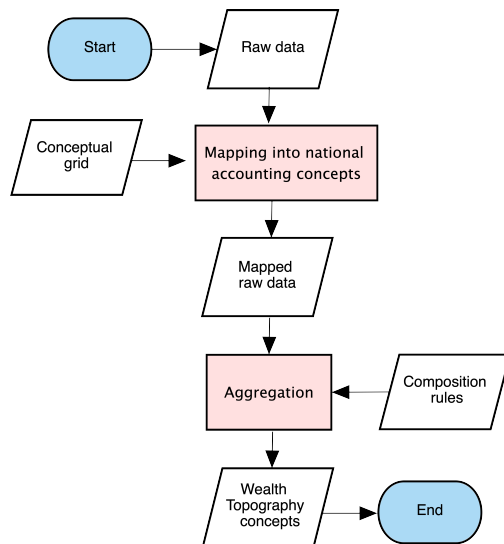 Start
Raw data
Conceptual
grid
Mapping into national
accounting concepts
Mapped
raw data
Aggregation
Composition
rules
Wealth
Topography
concepts
End